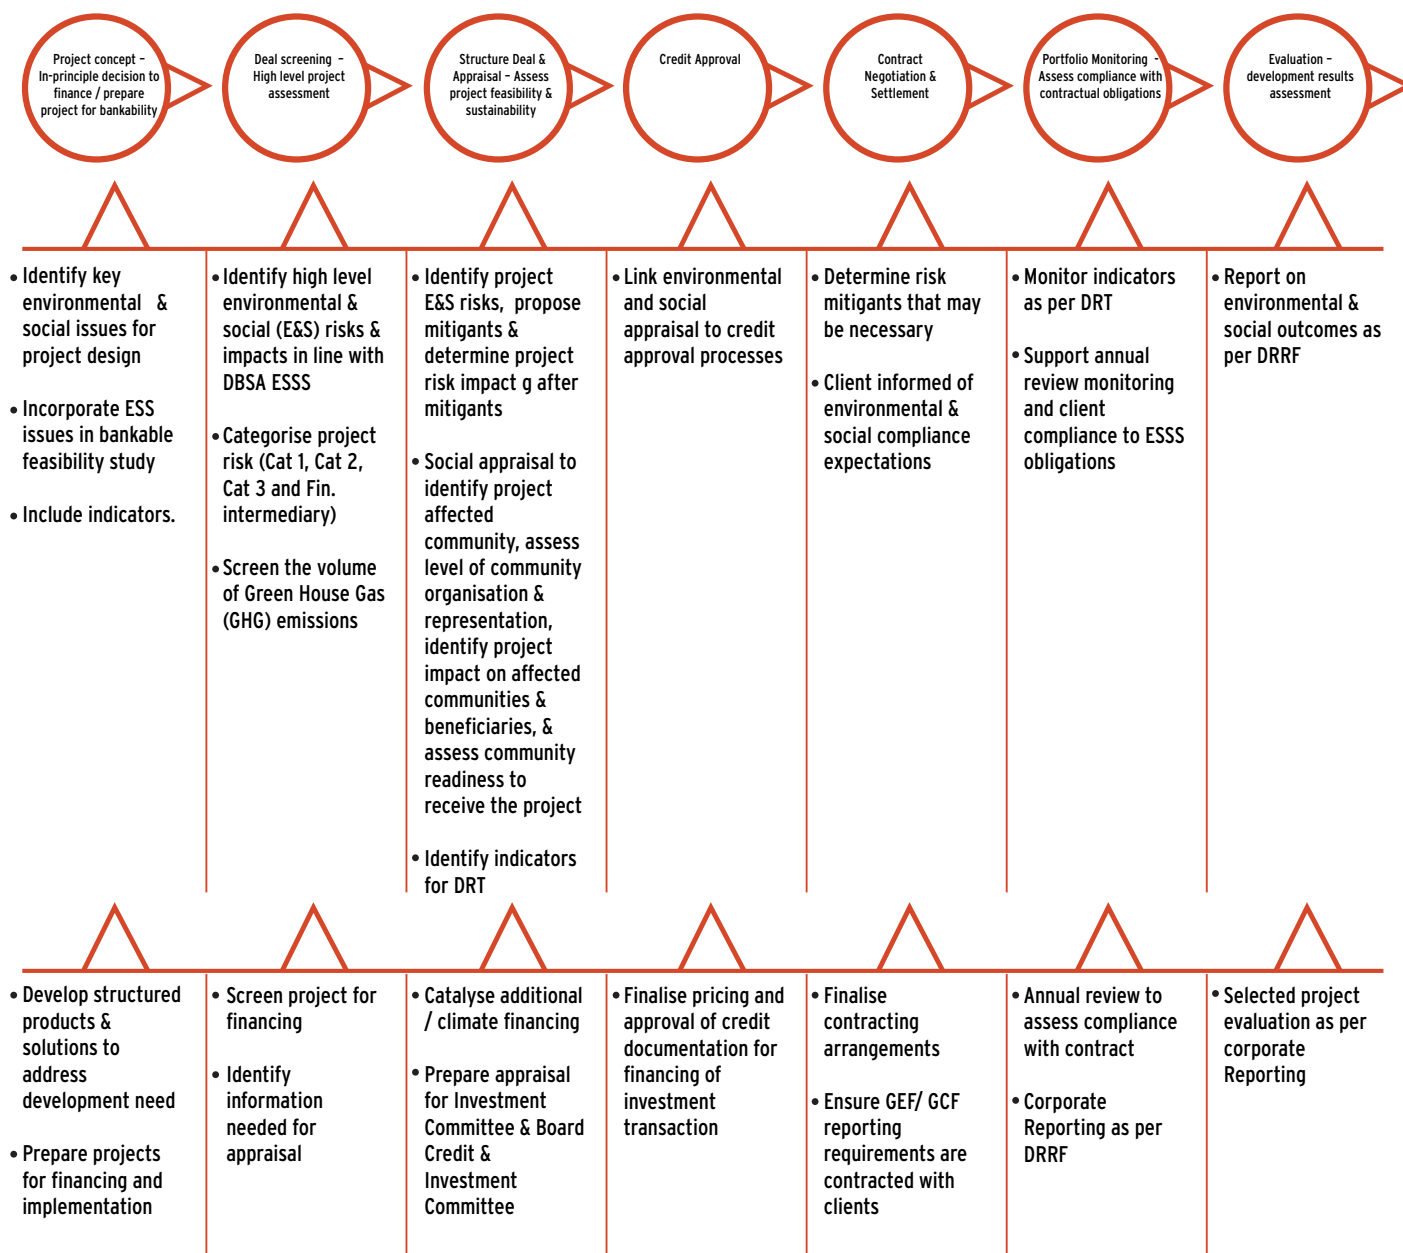 Project concept –
In-principle decision to
finance / prepare
project for bankability
Deal screening –
High level project
assessment
Structure Deal &
Appraisal – Assess
project feasibility &
sustainability
Credit Approval
Contract
Negotiation &
Settlement
Portfolio Monitoring -
Assess compliance with
contractual obligations
Evaluation –
development results
assessment
• Identify key
environmental &
social issues for
project design
• Incorporate ESS
issues in bankable
feasibility study
• Include indicators.
• Identify high level
environmental &
social (E&S) risks &
impacts in line with
DBSA ESSS
• Categorise project
risk (Cat 1, Cat 2,
Cat 3 and Fin.
intermediary)
• Screen the volume
of Green House Gas
(GHG) emissions
• Identify project
E&S risks, propose
mitigants &
determine project
risk impact g after
mitigants
• Social appraisal to
identify project
affected
community, assess
level of community
organisation &
representation,
identify project
impact on affected
communities &
beneficiaries, &
assess community
readiness to
receive the project
• Identify indicators
for DRT
• Link environmental
and social
appraisal to credit
approval processes
• Determine risk
mitigants that may
be necessary
• Client informed of
environmental &
social compliance
expectations
• Monitor indicators
as per DRT
• Support annual
review monitoring
and client
compliance to ESSS
obligations
• Report on
environmental &
social outcomes as
per DRRF
• Develop structured
products &
solutions to
address
development need
• Prepare projects
for financing and
implementation
• Screen project for
financing
• Identify
information
needed for
appraisal
• Catalyse additional
/ climate financing
• Prepare appraisal
for Investment
Committee & Board
Credit &
Investment
Committee
• Finalise pricing and
approval of credit
documentation for
financing of
investment
transaction
• Finalise
contracting
arrangements
• Ensure GEF/ GCF
reporting
requirements are
contracted with
clients
• Annual review to
assess compliance
with contract
• Corporate
Reporting as per
DRRF
• Selected project
evaluation as per
corporate
Reporting